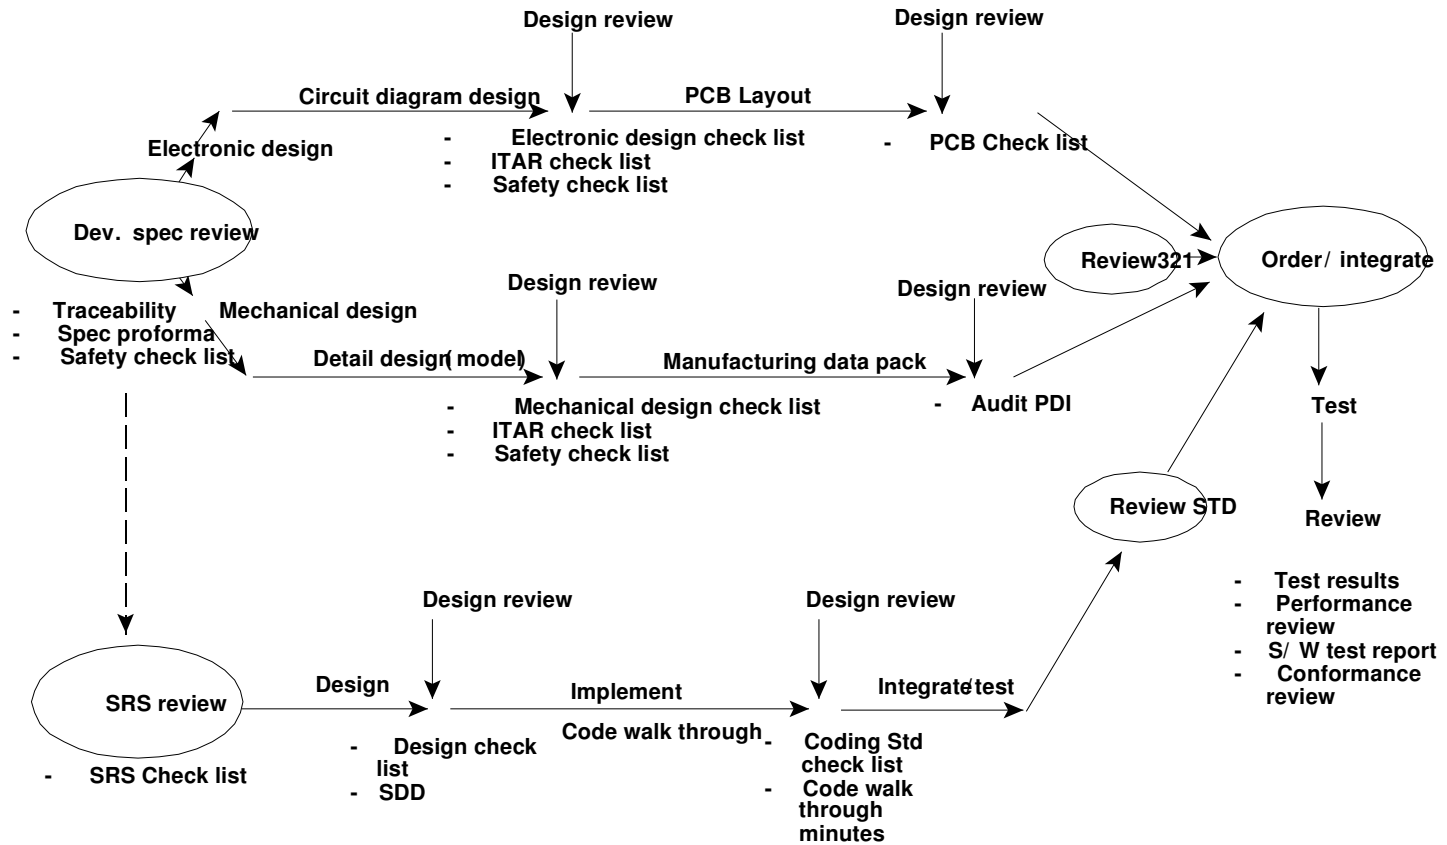 Design review
Design review
Circuit diagram design
PCB Layout
Electronic design
- Electronic design check list
- ITAR check list
- Safety check list
- PCB Check list
Dev. spec review
Review321
Order/ integrate
- Traceability
- Spec proforma
- Safety check list
Mechanical design
Design review
Design review
Detail design(model)
Manufacturing data pack
- Mechanical design check list
- ITAR check list
- Safety check list
- Audit PDI
Test
Review STD
Review
- Test results
- Performance
review
- S/ W test report
- Conformance
review
Design review
Design review
SRS review
Design
Implement
Integrate/test
Code walk through
- SRS Check list
- Design check
list
- SDD
- Coding Std
check list
- Code walk
through
minutes